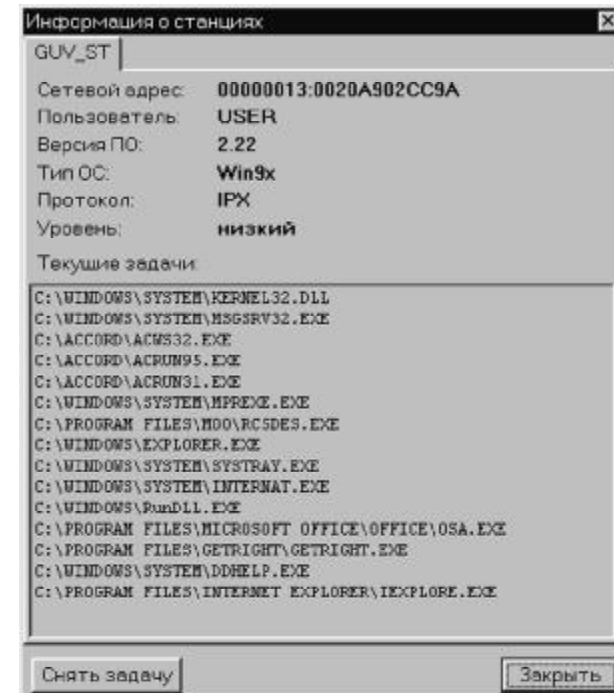 Информация о станциях
GUV_ST
Сетевой адрес: 00000013:0020A902CC9A
Пользователь: USER
Версия ПО: 2.22
Тип ОС: Win9x
Протокол: IPX
Уровень: низкий
Текущие задачи:
C:\WINDOWS\SYSTEM\KERNEL32.DLL
C:\WINDOWS\SYSTEM\MSGSRV32.EXE
C:\ACCORD\ACWS32.EXE
C:\ACCORD\ACRUN95.EXE
C:\ACCORD\ACRUN31.EXE
C:\WINDOWS\SYSTEM\MPREXE.EXE
C:\PROGRAM FILES\MOO\RC5DES.EXE
C:\WINDOWS\EXPLORER.EXE
C:\WINDOWS\SYSTEM\SYSTRAY.EXE
C:\WINDOWS\SYSTEM\INTERNAT.EXE
C:\WINDOWS\RunDLL.EXE
C:\PROGRAM FILES\MICROSOFT OFFICE\OFFICE\OSA.EXE
C:\PROGRAM FILES\GETRIGHT\GETRIGHT.EXE
C:\WINDOWS\SYSTEM\DDHELP.EXE
C:\PROGRAM FILES\INTERNET EXPLORER\IEXPLORE.EXE
Снять задачу Закрыть